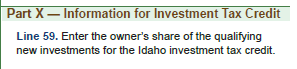 Part X — Information for Investment Tax Credit
Line 59. Enter the owner's share of the qualifying
new investments for the Idaho investment tax credit.